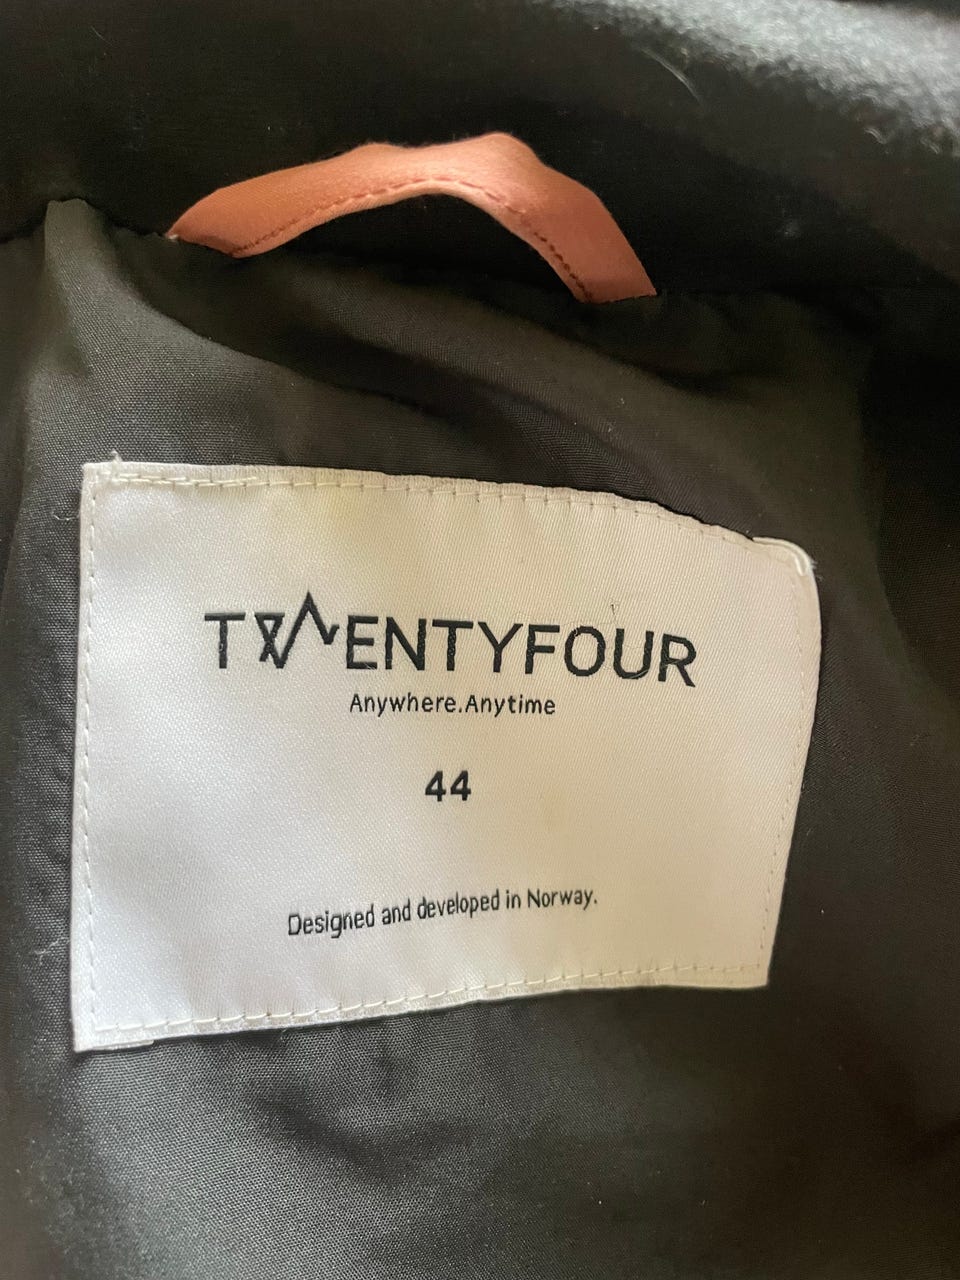 TWENTYFOUR
Anywhere.Anytime
44
Designed and developed in Norway.